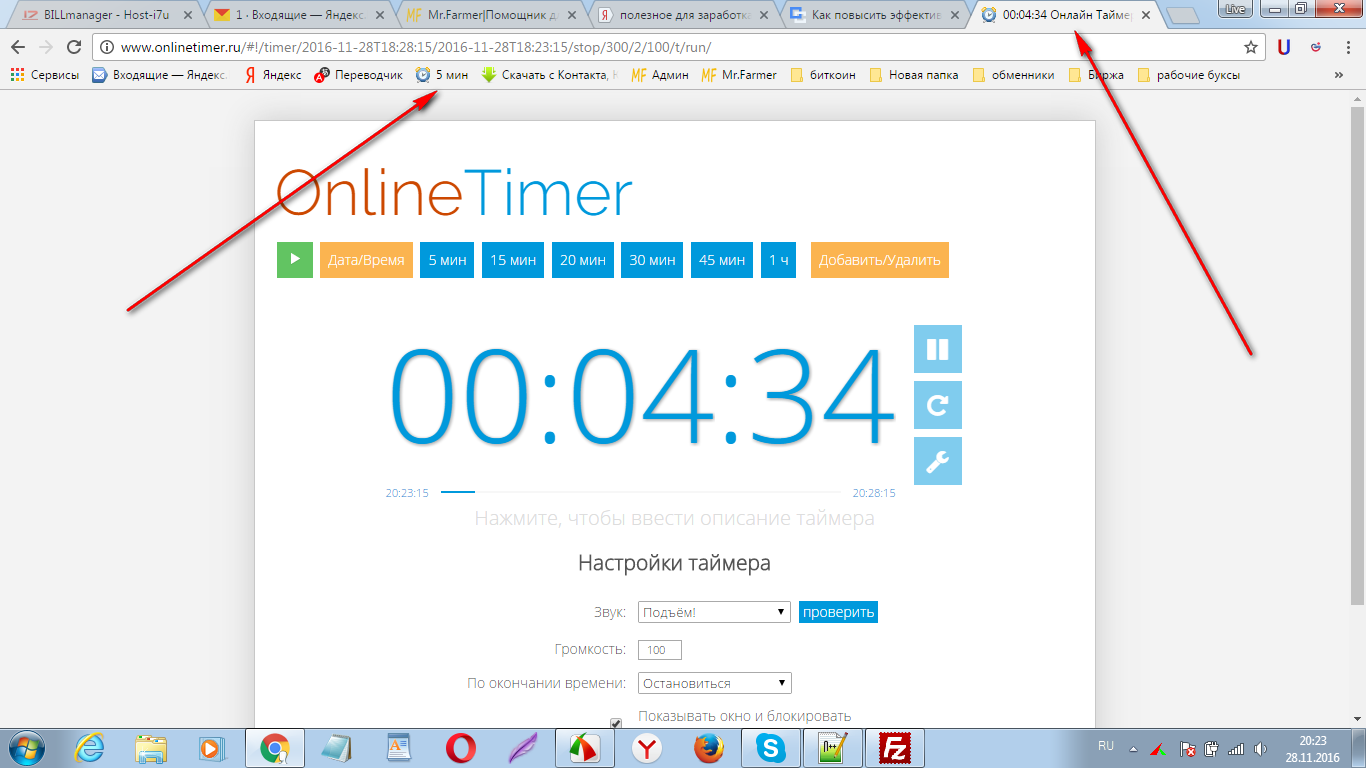 BILLmanager - Host-i7u
1 · Входящие — Яндекс.
Mr.Farmer|Помощник д
полезное для заработка
Как повысить эффектив
00:04:34 Онлайн Таймер
Live
www.onlinetimer.ru/#!/timer/2016-11-28T18:28:15/2016-11-28T18:23:15/stop/300/2/100/t/run/
Сервисы
Входящие — Яндекс.
Яндекс
Переводчик
5 мин
Скачать с Контакта,
MF Админ
MF Mr.Farmer
биткоин
Новая папка
обменники
Биржа
рабочие буксы
»
OnlineTimer
Дата/Время
5 мин
15 мин
20 мин
30 мин
45 мин
1 ч
Добавить/Удалить
00:04:34
20:23:15
20:28:15
Нажмите, чтобы ввести описание таймера
Настройки таймера
Звук:
Подъём!
проверить
Громкость:
100
По окончании времени:
Остановиться
Показывать окно и блокировать
RU
20:23
28.11.2016